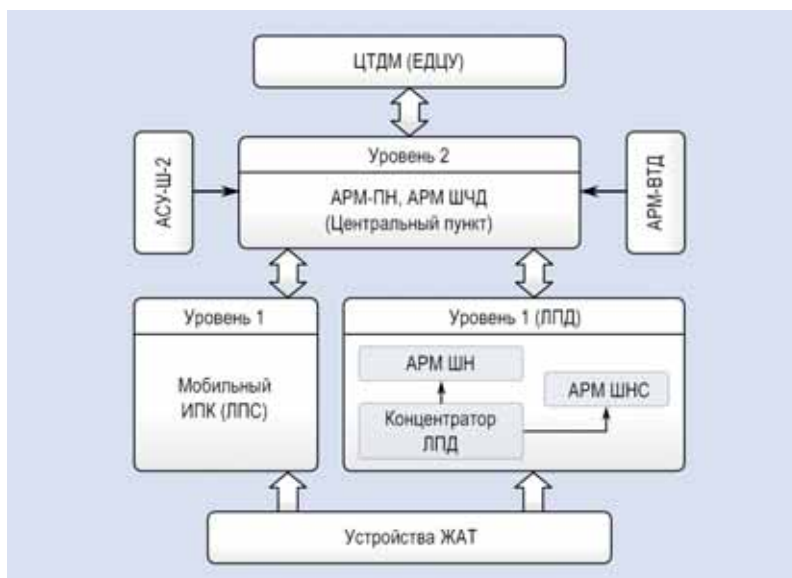 ЦТДМ (ЕДЦУ)
АСУ-Ш-2
Уровень 2
АРМ-ПН, АРМ ШЧД
(Центральный пункт)
АРМ-ВТД
Уровень 1
Мобильный
ИПК (ЛПС)
Уровень 1 (ЛПД)
АРМ ШН
АРМ ШНС
Концентратор
ЛПД
Устройства ЖАТ